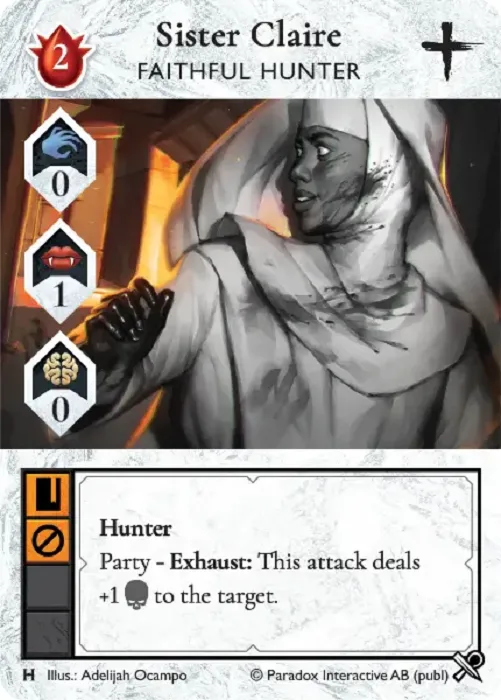 2
Sister Claire
FAITHFUL HUNTER
0
1
0
Hunter
Party - Exhaust: This attack deals
+1 to the target.
H Illus.: Adelijah Ocampo © Paradox Interactive AB (publ)